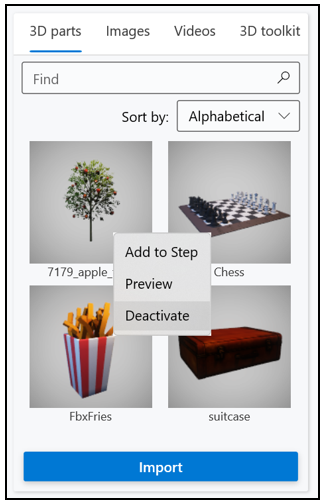 3D parts Images Videos 3D toolkit
Find
Sort by: Alphabetical
Add to Step
7179_apple_ Chess
Preview
Deactivate
FbxFries suitcase
Import